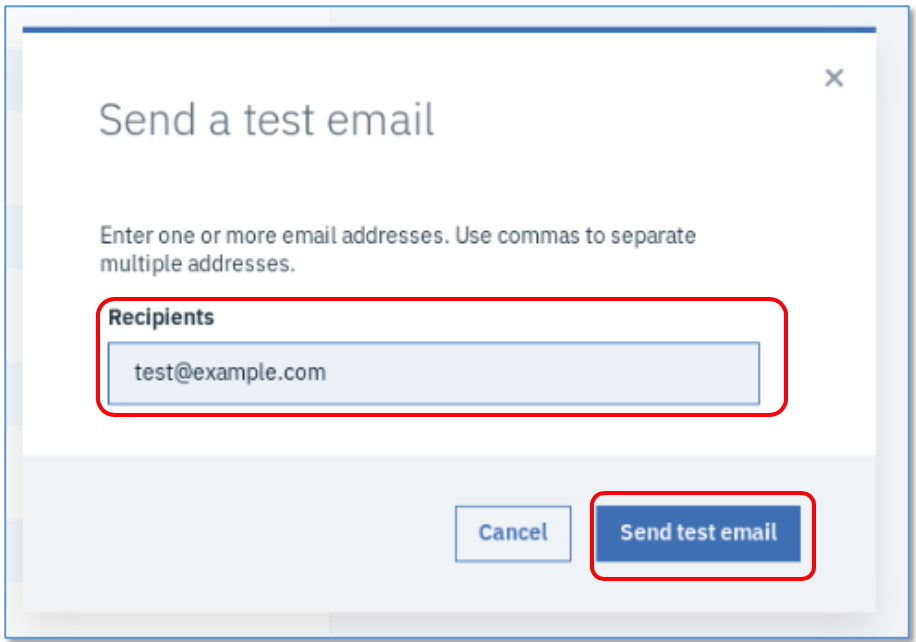 Send a test email
Enter one or more email addresses. Use commas to separate
multiple addresses.
Recipients
test@example.com
Cancel
Send test email